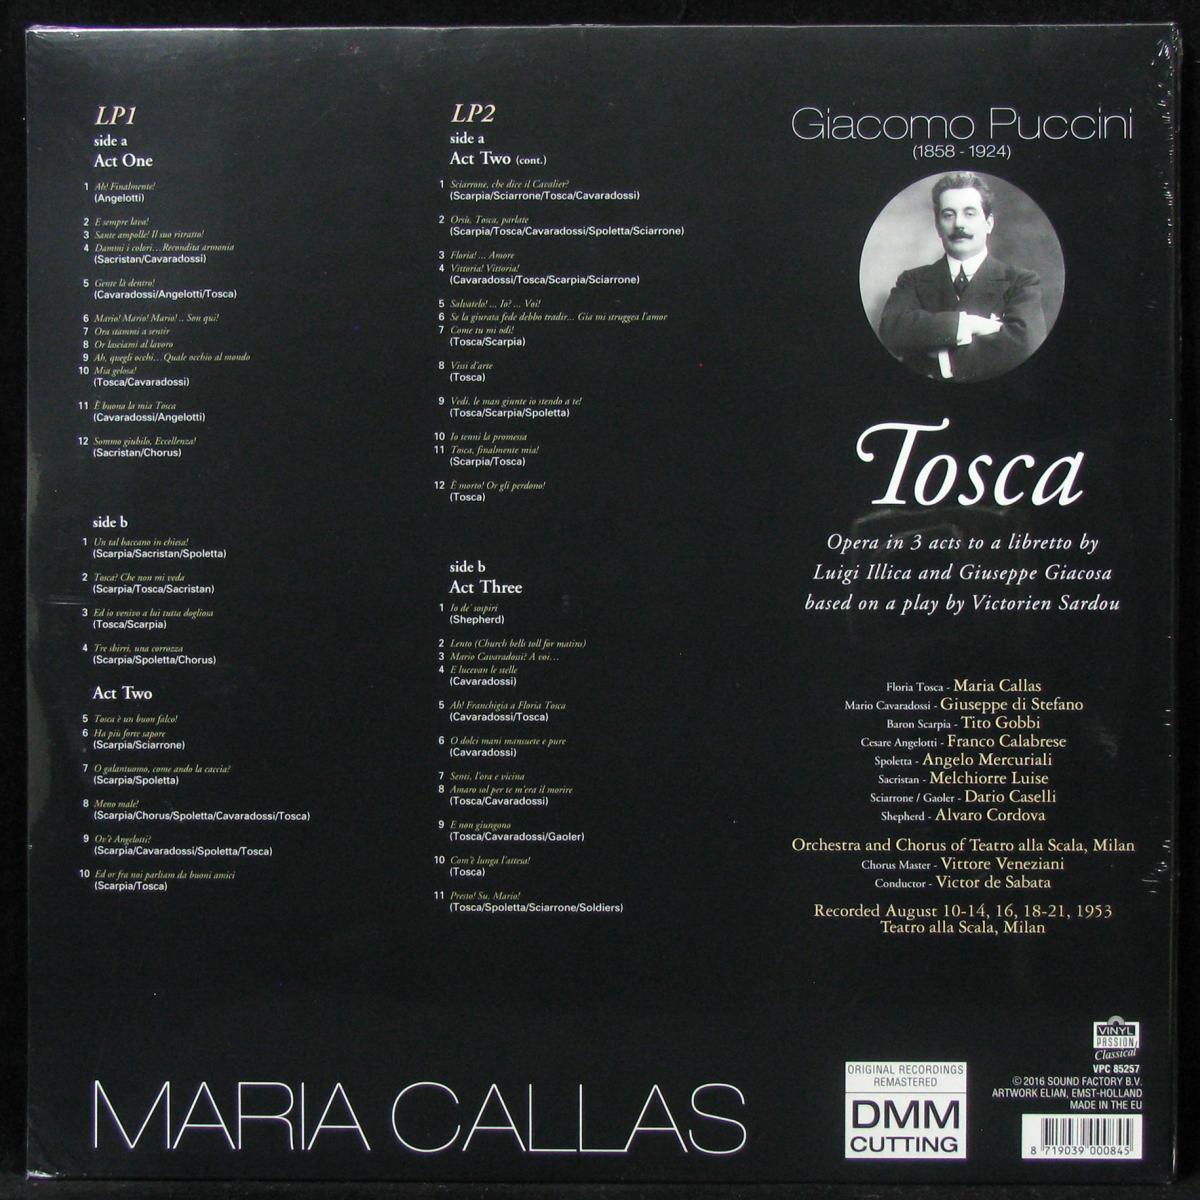 LP1
side a
Act One
1 Ah! Finalmente!
(Angelotti)
2 E sempre lava!
3 Sante ampolle! Il suo ritratto!
4 Dammi i colori...Recondita armonia
(Sacristan/Cavaradossi)
5 Gente là dentro!
(Cavaradossi/Angelotti/Tosca)
6 Mario! Mario! Mario! .. Son qui!
7 Ora stammi a sentir
8 Or lasciami al lavoro
9 Ah, quegli occhi...Quale occhio al mondo
10 Mia gelosa!
(Tosca/Cavaradossi)
11 È buona la mia Tosca
(Cavaradossi/Angelotti)
12 Sommo giubilo, Eccellenza!
(Sacristan/Chorus)
side b
1 Un tal baccano in chiesa!
(Scarpia/Sacristan/Spoletta)
2 Tosca? Che non mi veda
(Scarpia/Tosca/Sacristan)
3 Ed io venivo a lui tutta dogliosa
(Tosca/Scarpia)
4 Tre sbirri, una corrozza
(Scarpia/Spoletta/Chorus)
Act Two
5 Tosca è un buon falco!
6 Ha più forte sapore
(Scarpia/Sciarrone)
7 O galantuomo, come ando la caccia?
(Scarpia/Spoletta)
8 Meno male!
(Scarpia/Chorus/Spoletta/Cavaradossi/Tosca)
9 Ov'è Angelotti?
(Scarpia/Cavaradossi/Spoletta/Tosca)
10 Ed or fra noi parliam da buoni amici
(Scarpia/Tosca)
LP2
side a
Act Two (cont.)
1 Sciarrone, che dice il Cavalier?
(Scarpia/Sciarrone/Tosca/Cavaradossi)
2 Orsù, Tosca, parlate
(Scarpia/Tosca/Cavaradossi/Spoletta/Sciarrone)
3 Floria! ... Amore
4 Vittoria! Vittoria!
(Cavaradossi/Tosca/Scarpia/Sciarrone)
5 Salvatelo! ... Io? ... Voi!
6 Se la giurata fede debbo tradir... Gia mi struggea l'amor
7 Come tu mi odi!
(Tosca/Scarpia)
8 Vissi d'arte
(Tosca)
9 Vedi, le man giunte io stendo a te!
(Tosca/Scarpia/Spoletta)
10 Io tenni la promessa
11 Tosca, finalmente mia!
(Scarpia/Tosca)
12 È morto! Or gli perdono!
(Tosca)
side b
Act Three
1 Io de' sospiri
(Shepherd)
2 Lento (Church bells toll for matins)
3 Mario Cavaradossi? A voi...
4 E lucevan le stelle
(Cavaradossi)
5 Ah! Franchigia a Floria Tosca
(Cavaradossi/Tosca)
6 O dolci mani mansuete e pure
(Cavaradossi)
7 Senti, l'ora e vicina
8 Amaro sol per te m'era il morire
(Tosca/Cavaradossi)
9 E non giungono
(Tosca/Cavaradossi/Gaoler)
10 Com'è lunga l'attesa!
(Tosca)
11 Presto! Su, Mario!
(Tosca/Spoletta/Sciarrone/Soldiers)
Giacomo Puccini
(1858 - 1924)
Tosca
Opera in 3 acts to a libretto by
Luigi Illica and Giuseppe Giacosa
based on a play by Victorien Sardou
Floria Tosca - Maria Callas
Mario Cavaradossi - Giuseppe di Stefano
Baron Scarpia - Tito Gobbi
Cesare Angelotti - Franco Calabrese
Spoletta - Angelo Mercuriali
Sacristan - Melchiorre Luise
Sciarrone / Gaoler - Dario Caselli
Shepherd - Alvaro Cordova
Orchestra and Chorus of Teatro alla Scala, Milan
Chorus Master - Vittore Veneziani
Conductor - Victor de Sabata
Recorded August 10-14, 16, 18-21, 1953
Teatro alla Scala, Milan
MARIA CALLAS
ORIGINAL RECORDINGS
REMASTERED
DMM
CUTTING
VINYL
PASSION
Classical
VPC 85257
© 2016 SOUND FACTORY B.V.
ARTWORK ELIAN, EMST-HOLLAND
MADE IN THE EU
8 719039 000845